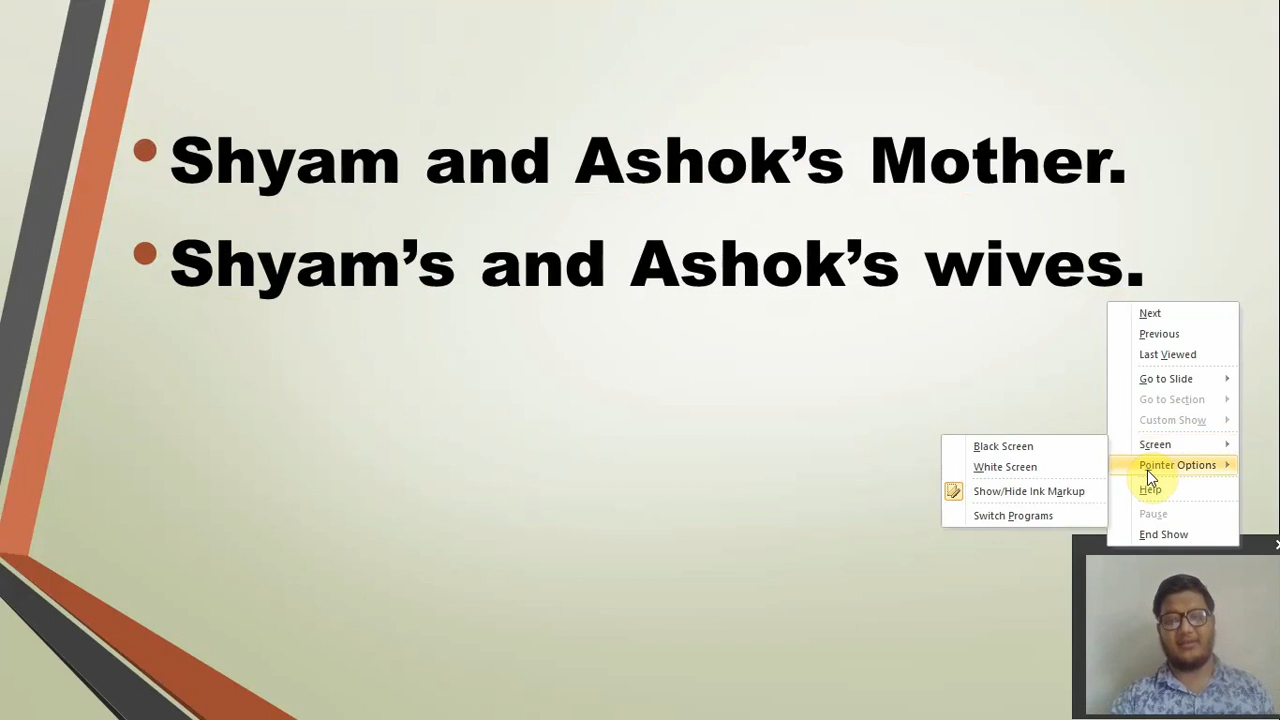 Shyam and Ashok’s Mother.
Shyam’s and Ashok’s wives.
Next
Previous
Last Viewed
Go to Slide
Go to Section
Custom Show
Screen
Pointer Options
Help
Pause
End Show
Black Screen
White Screen
Show/Hide Ink Markup
Switch Programs